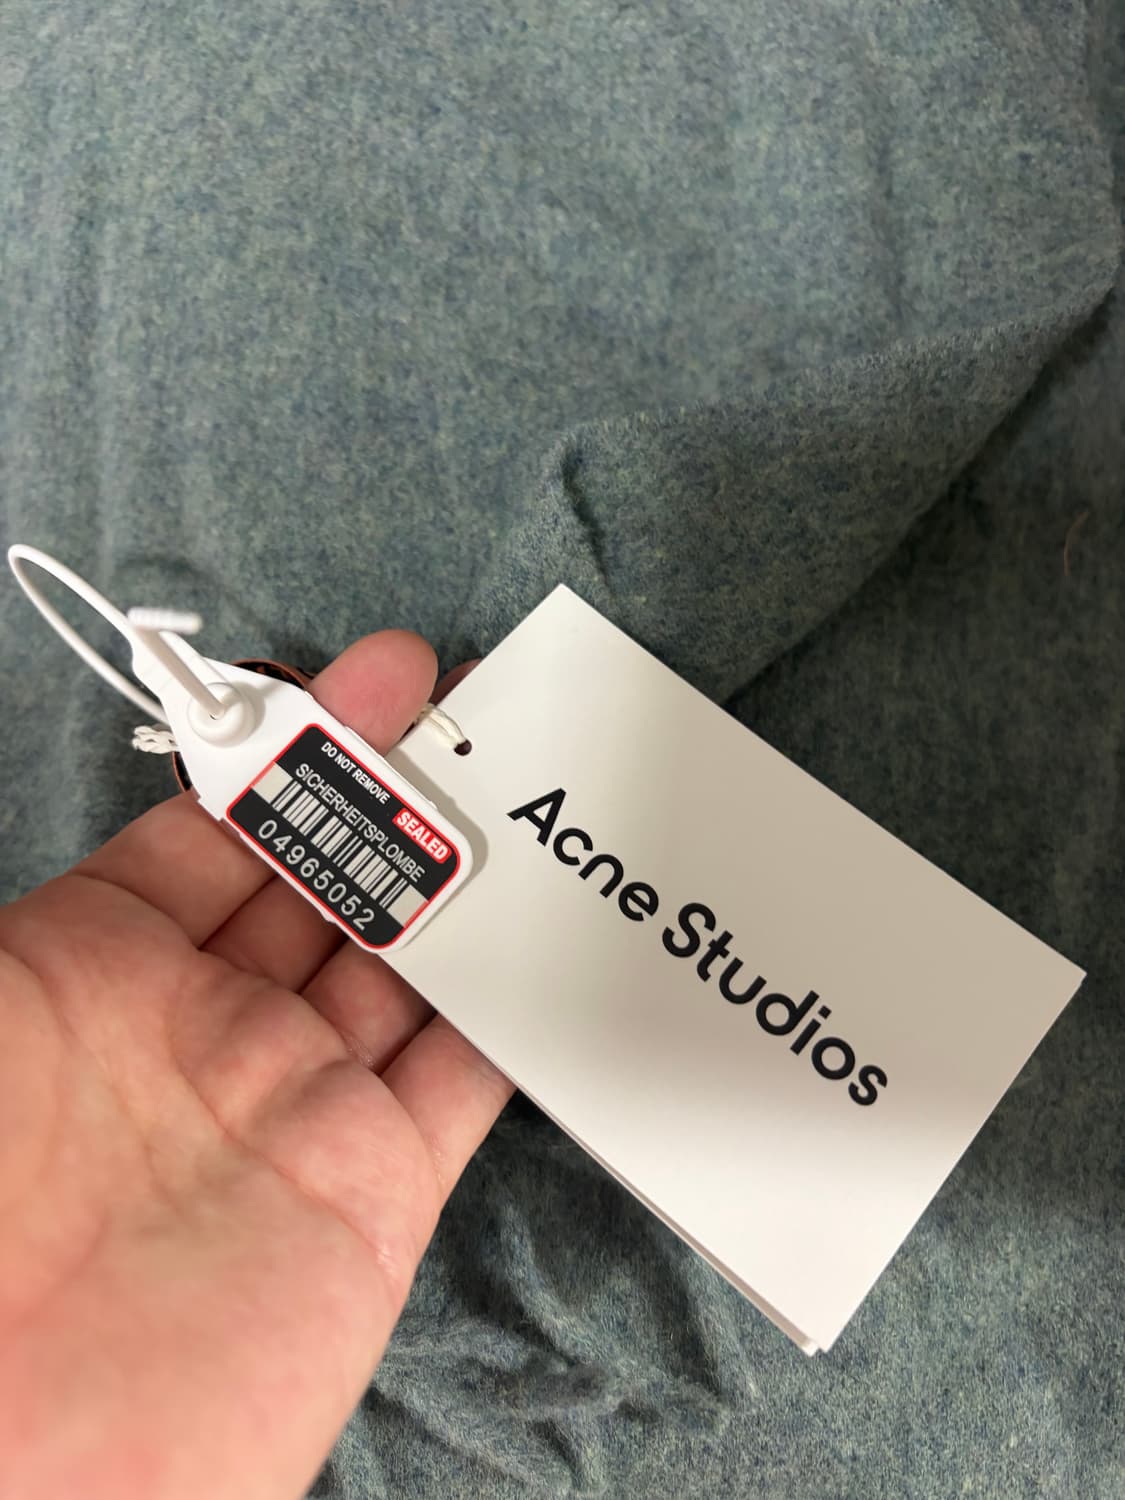 DO NOT REMOVE
SEALED
SICHERHEITSPLOMBE
04965052
Acne Studios